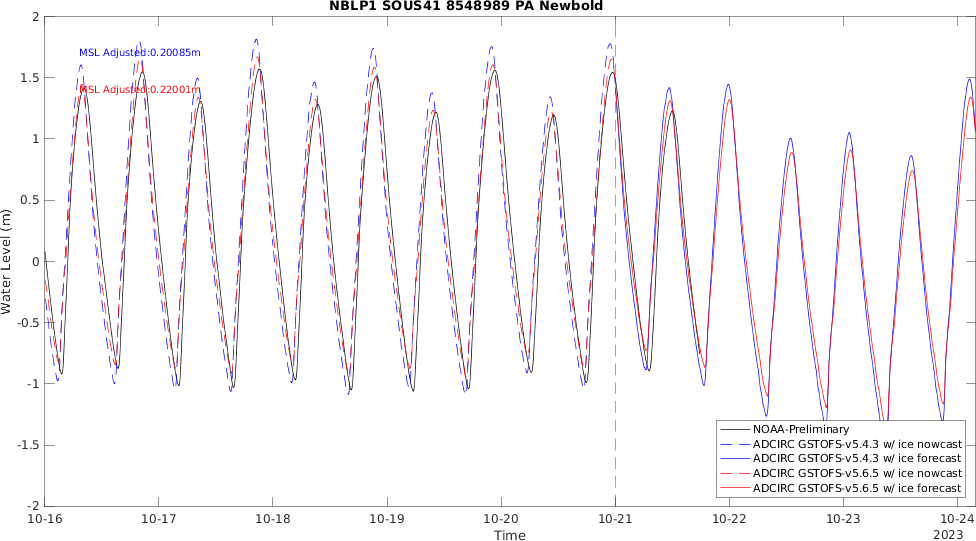 NBLP1 SOUS41 8548989 PA Newbold
2
1.5
1
0.5
0
-0.5
-1
-1.5
-2
Water Level (m)
MSL Adjusted:0.20085m
MSL Adjusted:0.22001m
NOAA-Preliminary
ADCIRC GSTOFS-v5.4.3 w/ ice nowcast
ADCIRC GSTOFS-v5.4.3 w/ ice forecast
ADCIRC GSTOFS-v5.6.5 w/ ice nowcast
ADCIRC GSTOFS-v5.6.5 w/ ice forecast
10-16 10-17 10-18 10-19 10-20 10-21 10-22 10-23 10-24
Time
2023